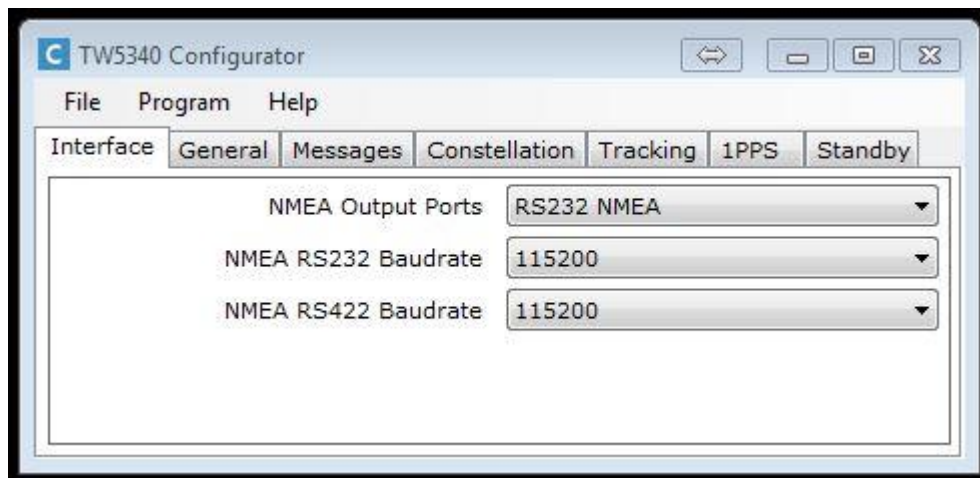 C TW5340 Configurator
File Program Help
Interface General Messages Constellation Tracking 1PPS Standby
NMEA Output Ports RS232 NMEA
NMEA RS232 Baudrate 115200
NMEA RS422 Baudrate 115200